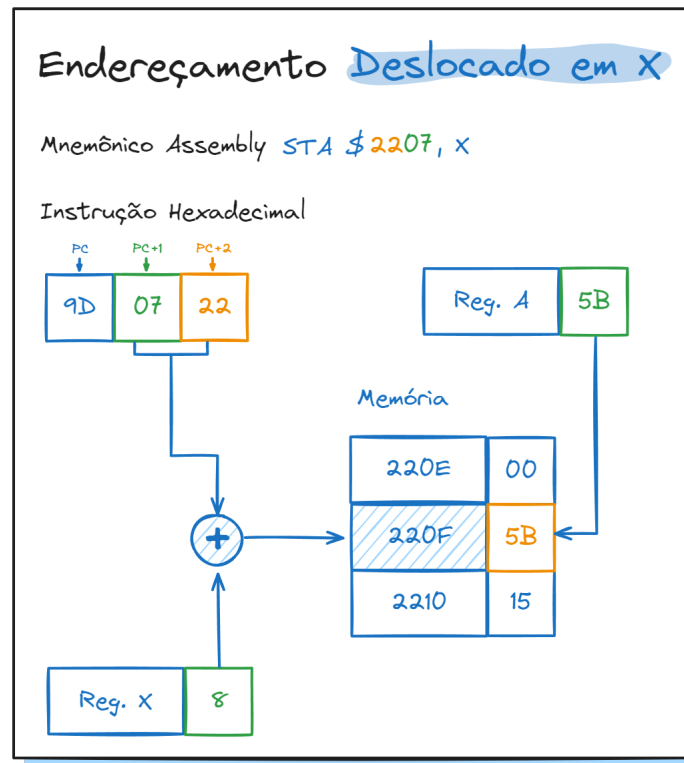 Endereçamento Deslocado em X
Mnemônico Assembly STA $2207, X
Instrução Hexadecimal
PC PC+1 PC+2
9D 07 22
Reg. A 5B
Memória
220E 00
+ 220F 5B
2210 15
Reg. X 8